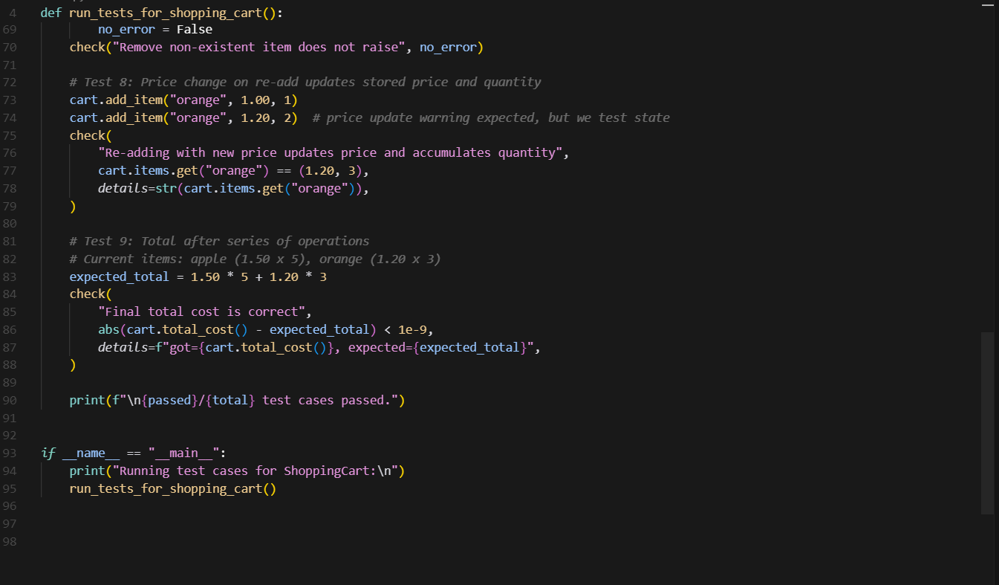 4 def run_tests_for_shopping_cart():
69 no_error = False
70 check("Remove non-existent item does not raise", no_error)
71
72 # Test 8: Price change on re-add updates stored price and quantity
73 cart.add_item("orange", 1.00, 1)
74 cart.add_item("orange", 1.20, 2)  # price update warning expected, but we test state
75 check(
76 "Re-adding with new price updates price and accumulates quantity",
77 cart.items.get("orange") == (1.20, 3),
78 details=str(cart.items.get("orange")),
79 )
80
81 # Test 9: Total after series of operations
82 # Current items: apple (1.50 x 5), orange (1.20 x 3)
83 expected_total = 1.50 * 5 + 1.20 * 3
84 check(
85 "Final total cost is correct",
86 abs(cart.total_cost() - expected_total) < 1e-9,
87 details=f"got={cart.total_cost()}, expected={expected_total}",
88 )
89
90 print(f"\n{passed}/{total} test cases passed.")
91
92
93 if __name__ == "__main__":
94 print("Running test cases for ShoppingCart:\n")
95 run_tests_for_shopping_cart()
96
97
98